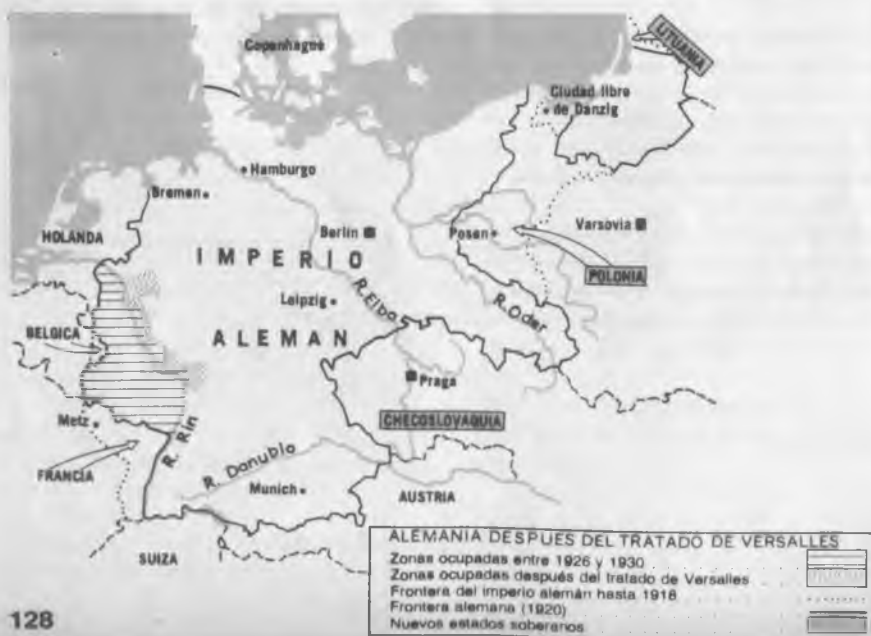 Copenhague
LITUANIA
Ciudad libre
de Danzig
Hamburgo
Bremen
HOLANDA
Berlín
Posen
Varsovia
IMPERIO
POLONIA
Leipzig
R. Elba
R. Oder
BELGICA
ALEMAN
Praga
Metz
CHECOSLOVAQUIA
R. Rin
FRANCIA
R. Danubio
Munich
AUSTRIA
SUIZA
ALEMANIA DESPUES DEL TRATADO DE VERSALLES
Zonas ocupadas entre 1926 y 1930
Zonas ocupadas después del tratado de Versalles
Frontera del imperio alemán hasta 1918
Frontera alemana (1920)
Nuevos estados soberanos
128